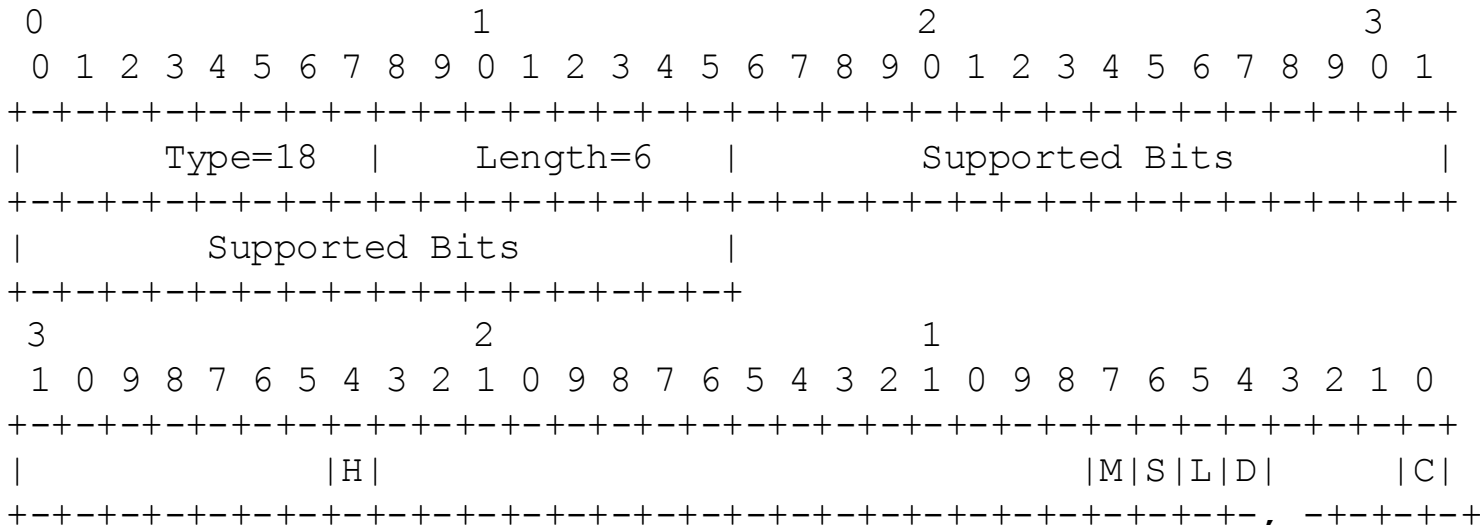 0                   1                   2                   3
 0 1 2 3 4 5 6 7 8 9 0 1 2 3 4 5 6 7 8 9 0 1 2 3 4 5 6 7 8 9 0 1
+-+-+-+-+-+-+-+-+-+-+-+-+-+-+-+-+-+-+-+-+-+-+-+-+-+-+-+-+-+-+-+-+
|      Type=18  |    Length=6   |        Supported Bits         |
+-+-+-+-+-+-+-+-+-+-+-+-+-+-+-+-+-+-+-+-+-+-+-+-+-+-+-+-+-+-+-+-+
|        Supported Bits         |
+-+-+-+-+-+-+-+-+-+-+-+-+-+-+-+-+
 3                   2                   1
 1 0 9 8 7 6 5 4 3 2 1 0 9 8 7 6 5 4 3 2 1 0 9 8 7 6 5 4 3 2 1 0
+-+-+-+-+-+-+-+-+-+-+-+-+-+-+-+-+-+-+-+-+-+-+-+-+-+-+-+-+-+-+-+-+
|             |H|                               |M|S|L|D|     |C|
+-+-+-+-+-+-+-+-+-+-+-+-+-+-+-+-+-+-+-+-+-+-+-+-+-+-+-+-, -+-+-+-+